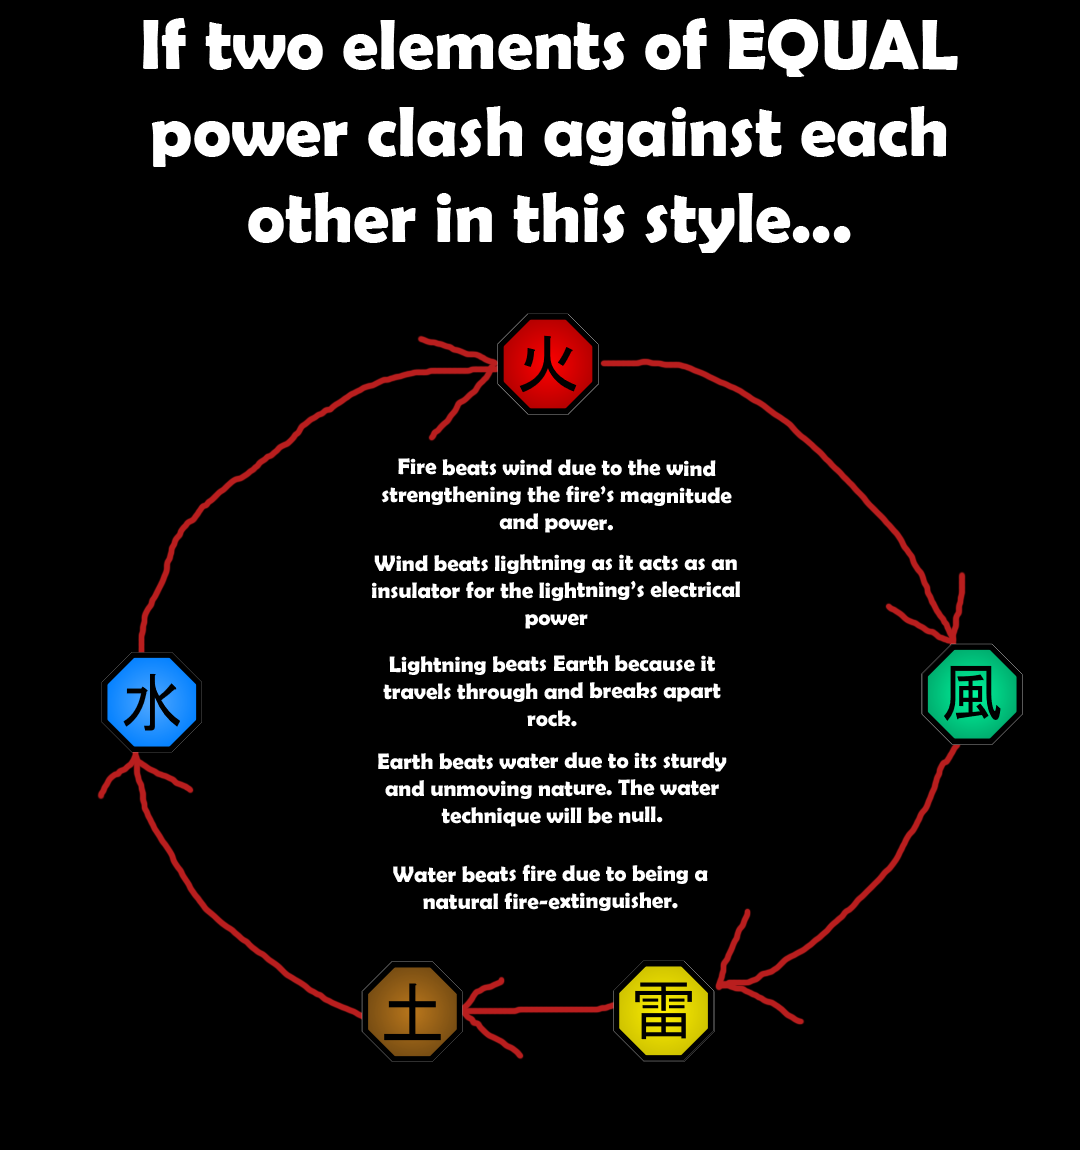 If two elements of EQUAL
power clash against each
other in this style...
火
Fire beats wind due to the wind
strengthening the fire's magnitude
and power.
Wind beats lightning as it acts as an
insulator for the lightning's electrical
power
Lightning beats Earth because it
travels through and breaks apart
rock.
水
風
Earth beats water due to its sturdy
and unmoving nature. The water
technique will be null.
Water beats fire due to being a
natural fire-extinguisher.
土
雷